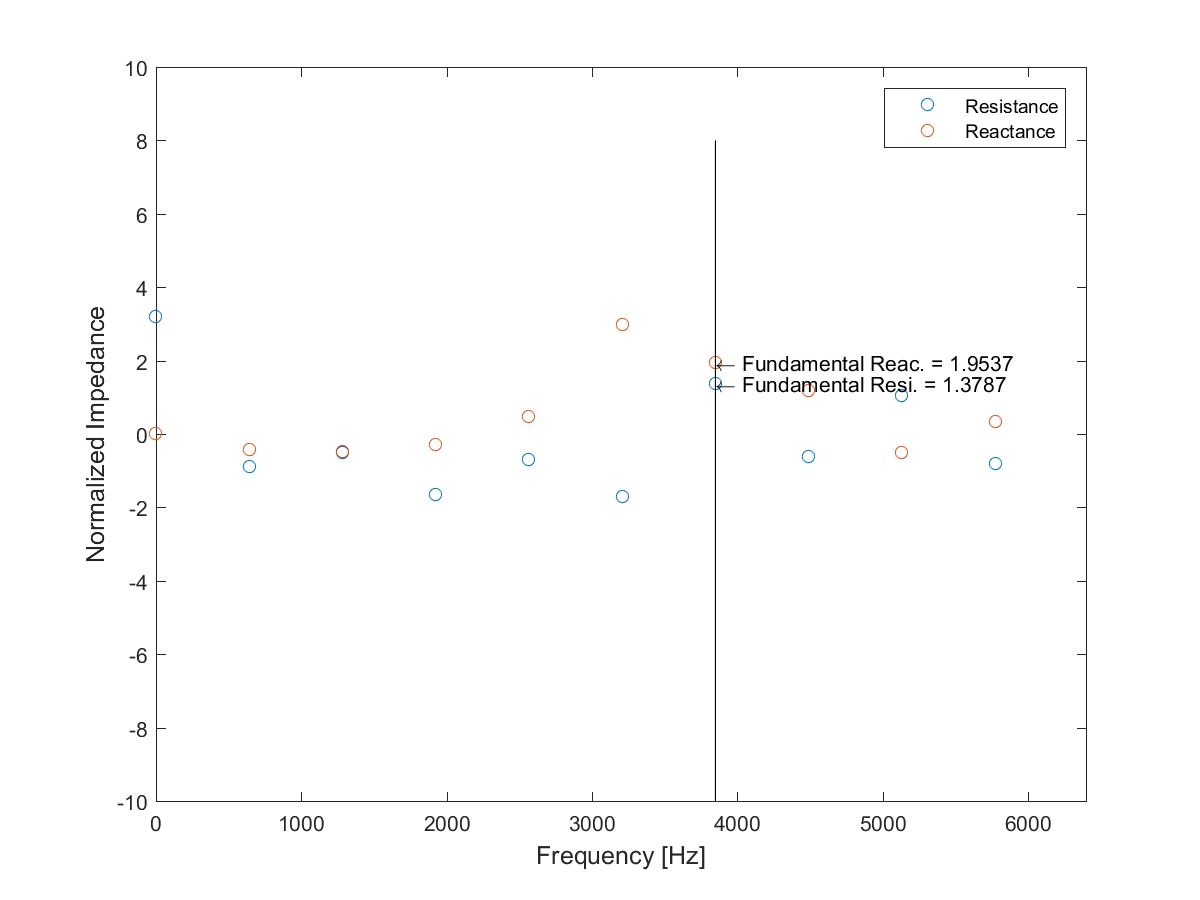 10
8
6
4
2
0
-2
-4
-6
-8
-10
Normalized Impedance
Resistance
Reactance
← Fundamental Reac. = 1.9537
← Fundamental Resi. = 1.3787
0 1000 2000 3000 4000 5000 6000
Frequency [Hz]